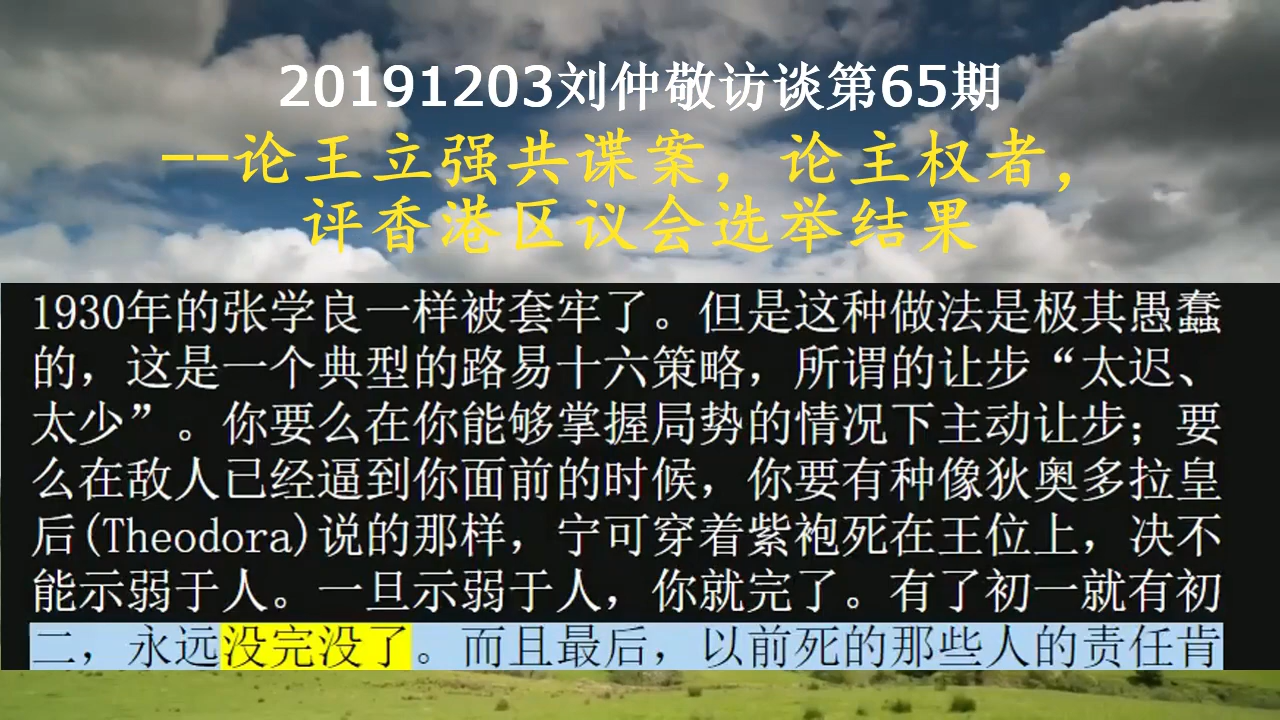 20191203刘仲敬访谈第65期
--论王立强共谍案，论主权者，
评香港区议会选举结果
1930年的张学良一样被套牢了。但是这种做法是极其愚蠢
的，这是一个典型的路易十六策略，所谓的让步“太迟、
太少”。你要么在你能够掌握局势的情况下主动让步；要
么在敌人已经逼到你面前的时候，你要有种像狄奥多拉皇
后(Theodora)说的那样，宁可穿着紫袍死在王位上，决不
能示弱于人。一旦示弱于人，你就完了。有了初一就有初
二，永远没完没了。而且最后，以前死的那些人的责任肯